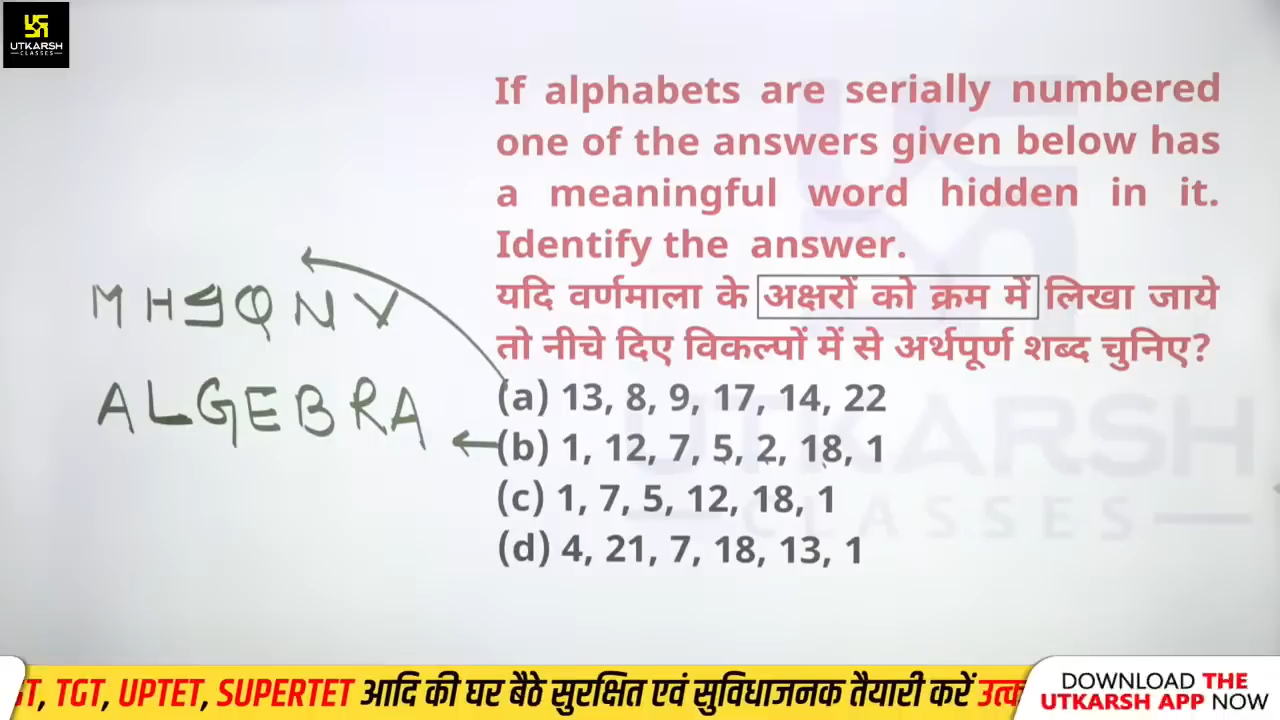 UTKARSH
CLASSES
If alphabets are serially numbered
one of the answers given below has
a meaningful word hidden in it.
Identify the answer.
यदि वर्णमाला के अक्षरों को क्रम में लिखा जाये
तो नीचे दिए विकल्पों में से अर्थपूर्ण शब्द चुनिए?
(a) 13, 8, 9, 17, 14, 22
(b) 1, 12, 7, 5, 2, 18, 1
(c) 1, 7, 5, 12, 18, 1
(d) 4, 21, 7, 18, 13, 1
M H Q N V
ALGEBRA
UTKARSH
CLASSES
TGT, UPTET, SUPERTET आदि की घर बैठे सुरक्षित एवं सुविधाजनक तैयारी करें
DOWNLOAD THE
UTKARSH APP NOW